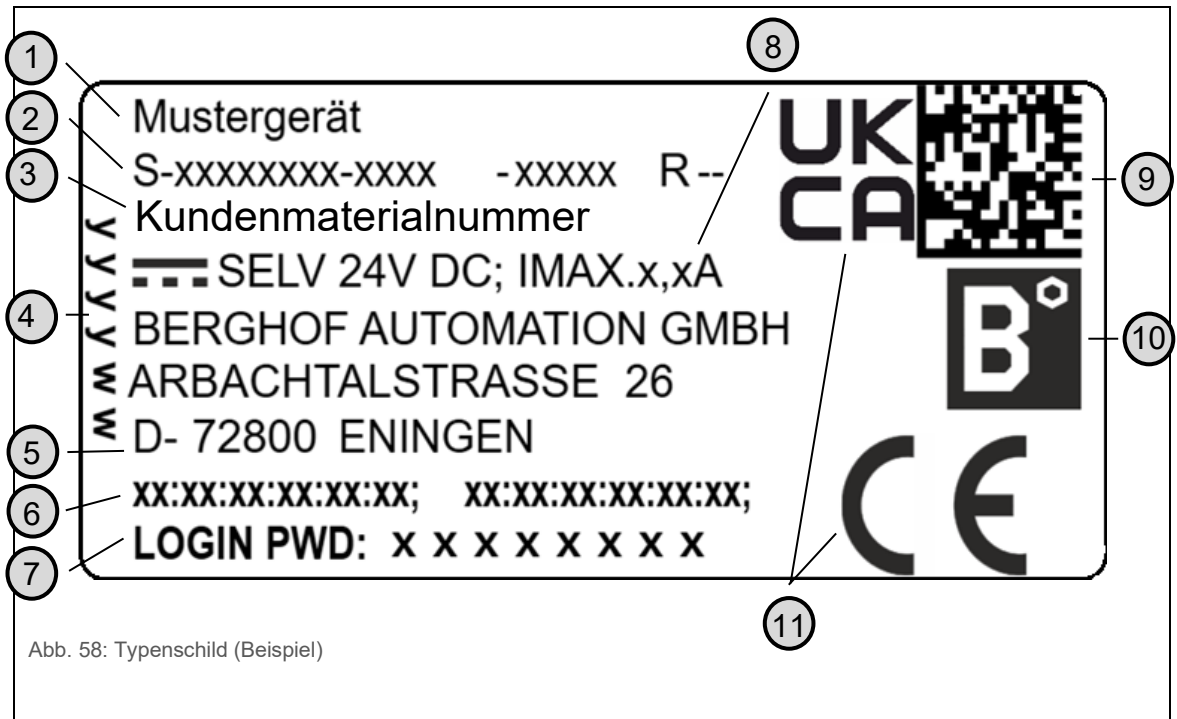 8
1
Mustergerät
2
S-xxxxxxxx-xxxx -xxxxx R--
UK
CA
3
Kundenmaterialnummer
9
SELV 24V DC; IMAX.x,xA
4
wwyyyy
BERGHOF AUTOMATION GMBH
B
10
ARBACHTALSTRASSE 26
5
D- 72800 ENINGEN
CE
6
xx:xx:xx:xx:xx:xx; xx:xx:xx:xx:xx:xx;
7
LOGIN PWD: x x x x x x x x
11
Abb. 58: Typenschild (Beispiel)